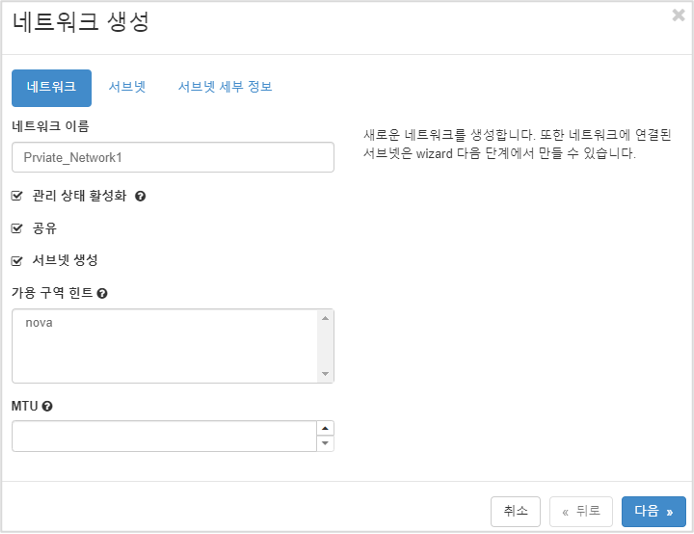 네트워크 생성
네트워크 서브넷 서브넷 세부 정보
네트워크 이름
Prviate_Network1
관리 상태 활성화
공유
서브넷 생성
가용 구역 힌트
nova
MTU
새로운 네트워크를 생성합니다. 또한 네트워크에 연결된
서브넷은 wizard 다음 단계에서 만들 수 있습니다.
취소 « 뒤로 다음 »